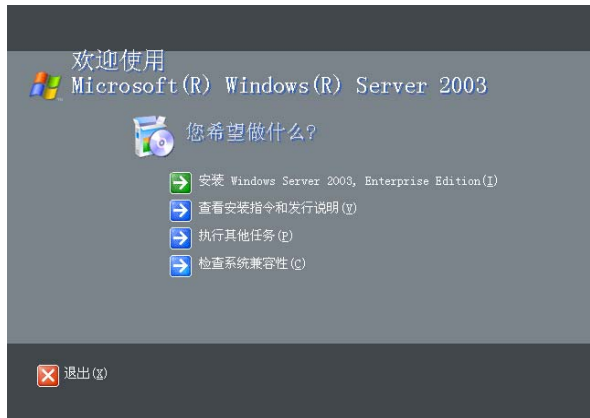 欢迎使用
Microsoft(R) Windows(R) Server 2003
您希望做什么?
安装 Windows Server 2003, Enterprise Edition(I)
查看安装指令和发行说明(V)
执行其他任务(P)
检查系统兼容性(C)
退出(X)